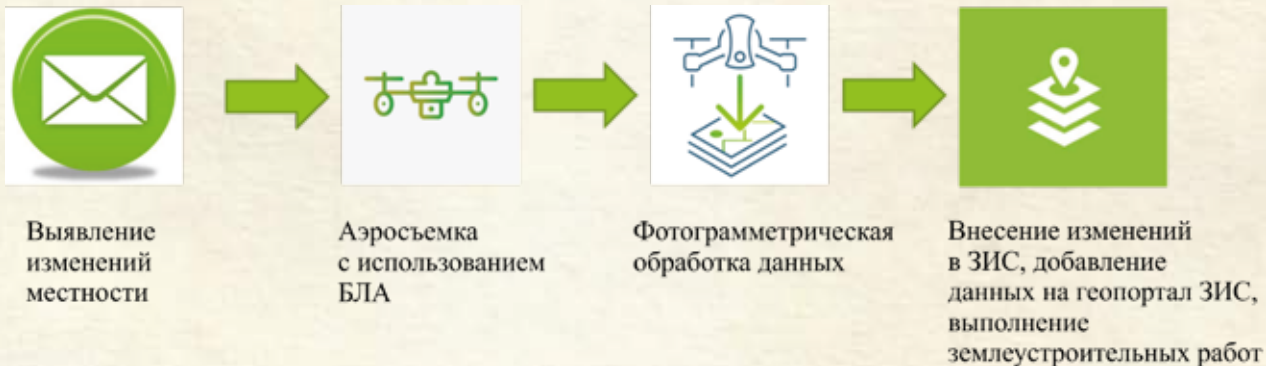 Выявление
изменений
местности
Аэросъемка
с использованием
БЛА
Фотограмметрическая
обработка данных
Внесение изменений
в ЗИС, добавление
данных на геопортал ЗИС,
выполнение
землеустроительных работ